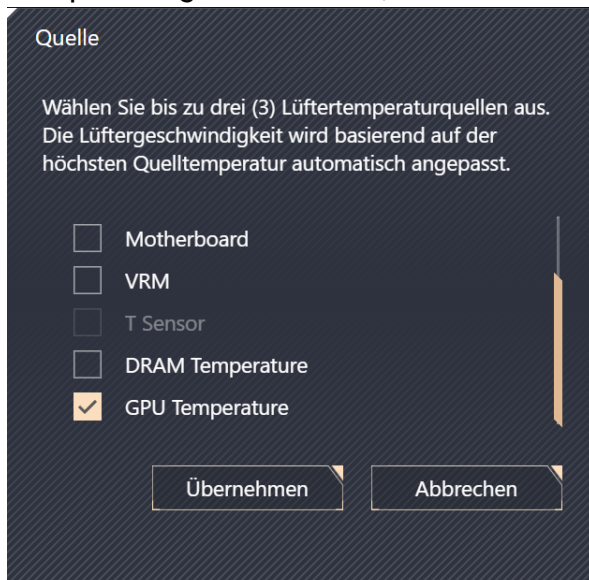 Quelle
Wählen Sie bis zu drei (3) Lüftertemperaturquellen aus.
Die Lüftergeschwindigkeit wird basierend auf der
höchsten Quelltemperatur automatisch angepasst.
Motherboard
VRM
T Sensor
DRAM Temperature
GPU Temperature
Übernehmen
Abbrechen